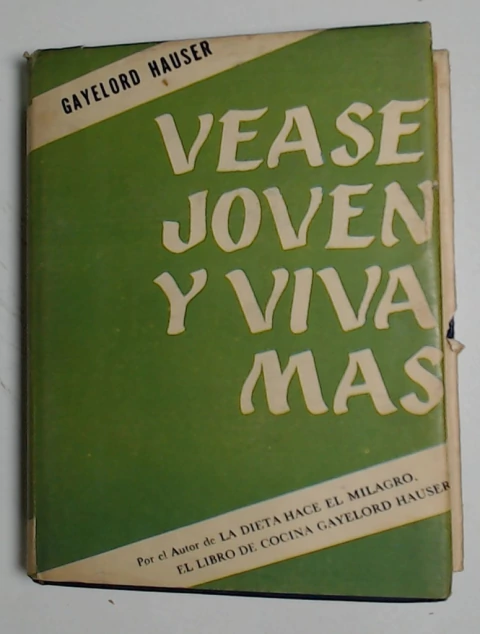 GAYELORD HAUSER
VEASE
JOVEN
Y VIVA
MAS
Por el Autor de LA DIETA HACE EL MILAGRO.
EL LIBRO DE COCINA GAYELORD HAUSER